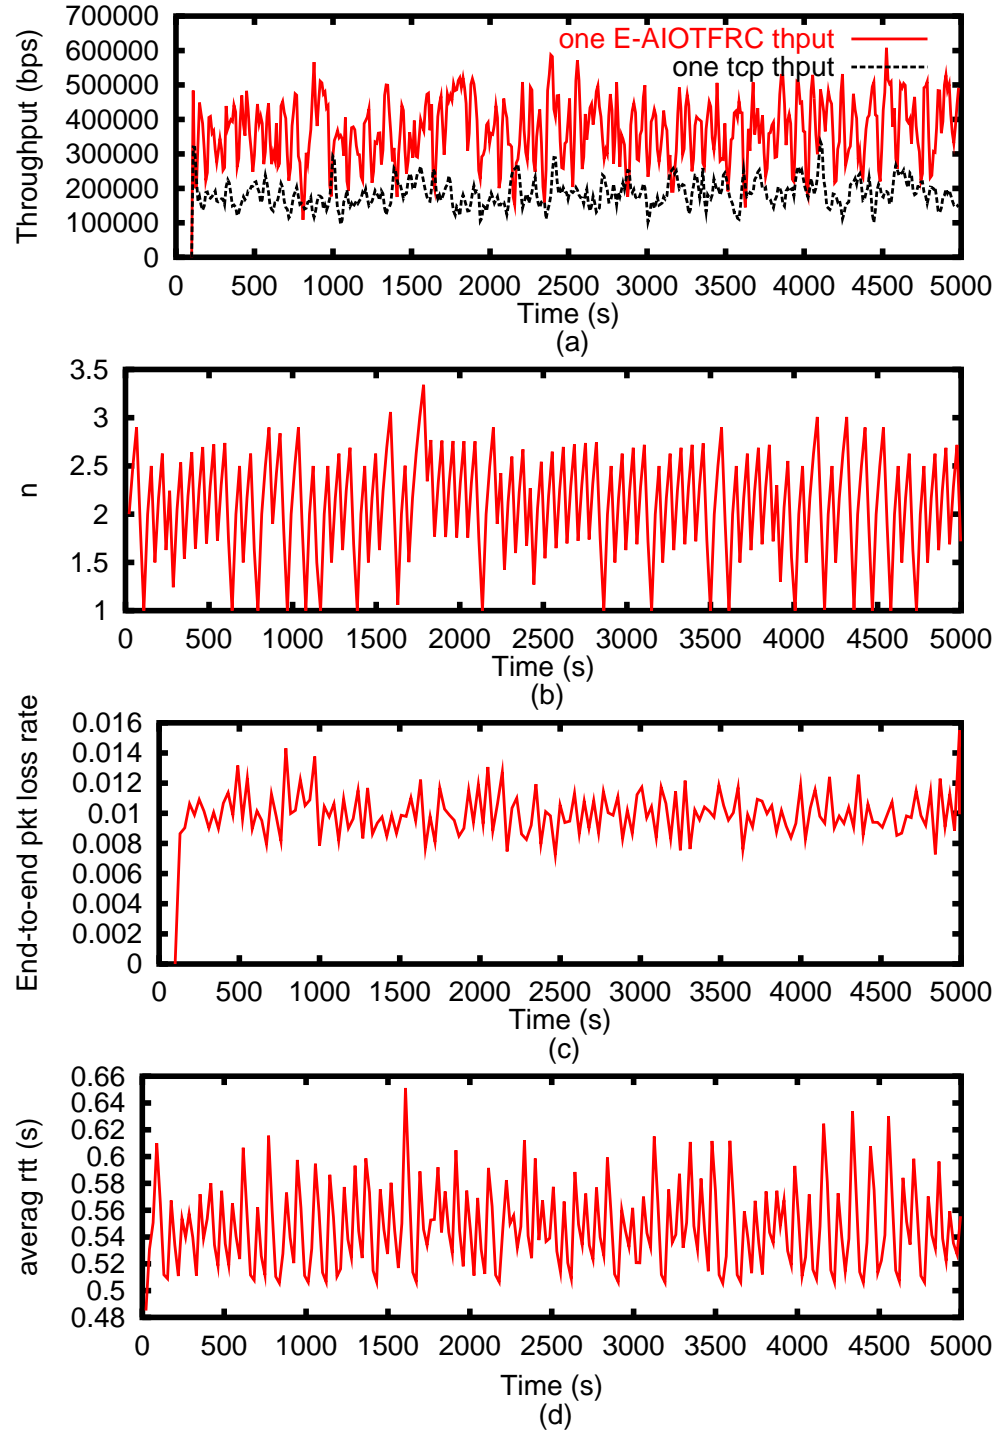 700000
600000
500000
400000
300000
200000
100000
0
Throughput (bps)
one E-AIOTFRC thput
one tcp thput
0 500 1000 1500 2000 2500 3000 3500 4000 4500 5000
Time (s)
(a)
3.5
3
2.5
2
1.5
1
n
0 500 1000 1500 2000 2500 3000 3500 4000 4500 5000
Time (s)
(b)
0.016
0.014
0.012
0.01
0.008
0.006
0.004
0.002
0
End-to-end pkt loss rate
0 500 1000 1500 2000 2500 3000 3500 4000 4500 5000
Time (s)
(c)
0.66
0.64
0.62
0.6
0.58
0.56
0.54
0.52
0.5
0.48
averag rtt (s)
0 500 1000 1500 2000 2500 3000 3500 4000 4500 5000
Time (s)
(d)